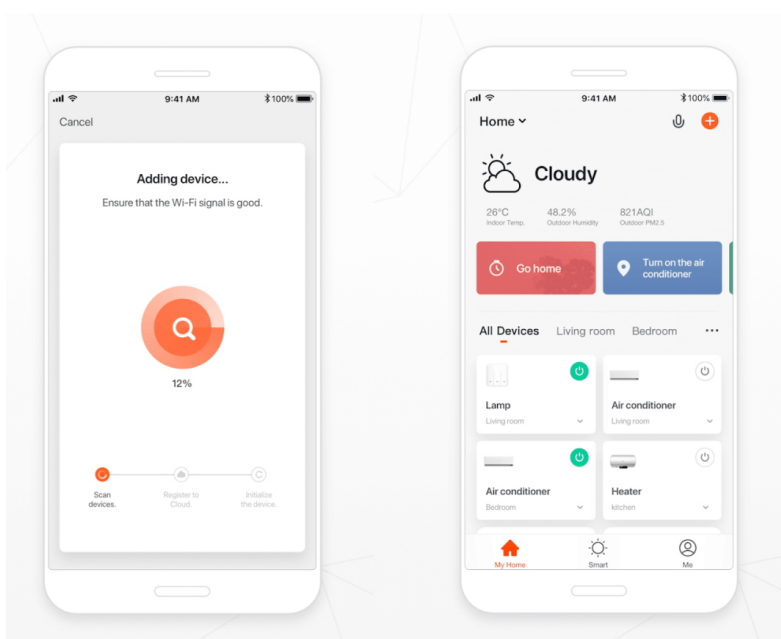 9:41 AM
100%
Cancel
Adding device...
Ensure that the Wi-Fi signal is good.
12%
Scan
devices.
Register to
Cloud.
Initialize
the device.
9:41 AM
100%
Home
Cloudy
26°C
Indoor Temp.
48.2%
Outdoor Humidity
821AQI
Outdoor PM2.5
Go home
Turn on the air
conditioner
All Devices
Living room
Bedroom
Lamp
Living room
Air conditioner
Living room
Air conditioner
Bedroom
Heater
kitchen
My Home
Smart
Me